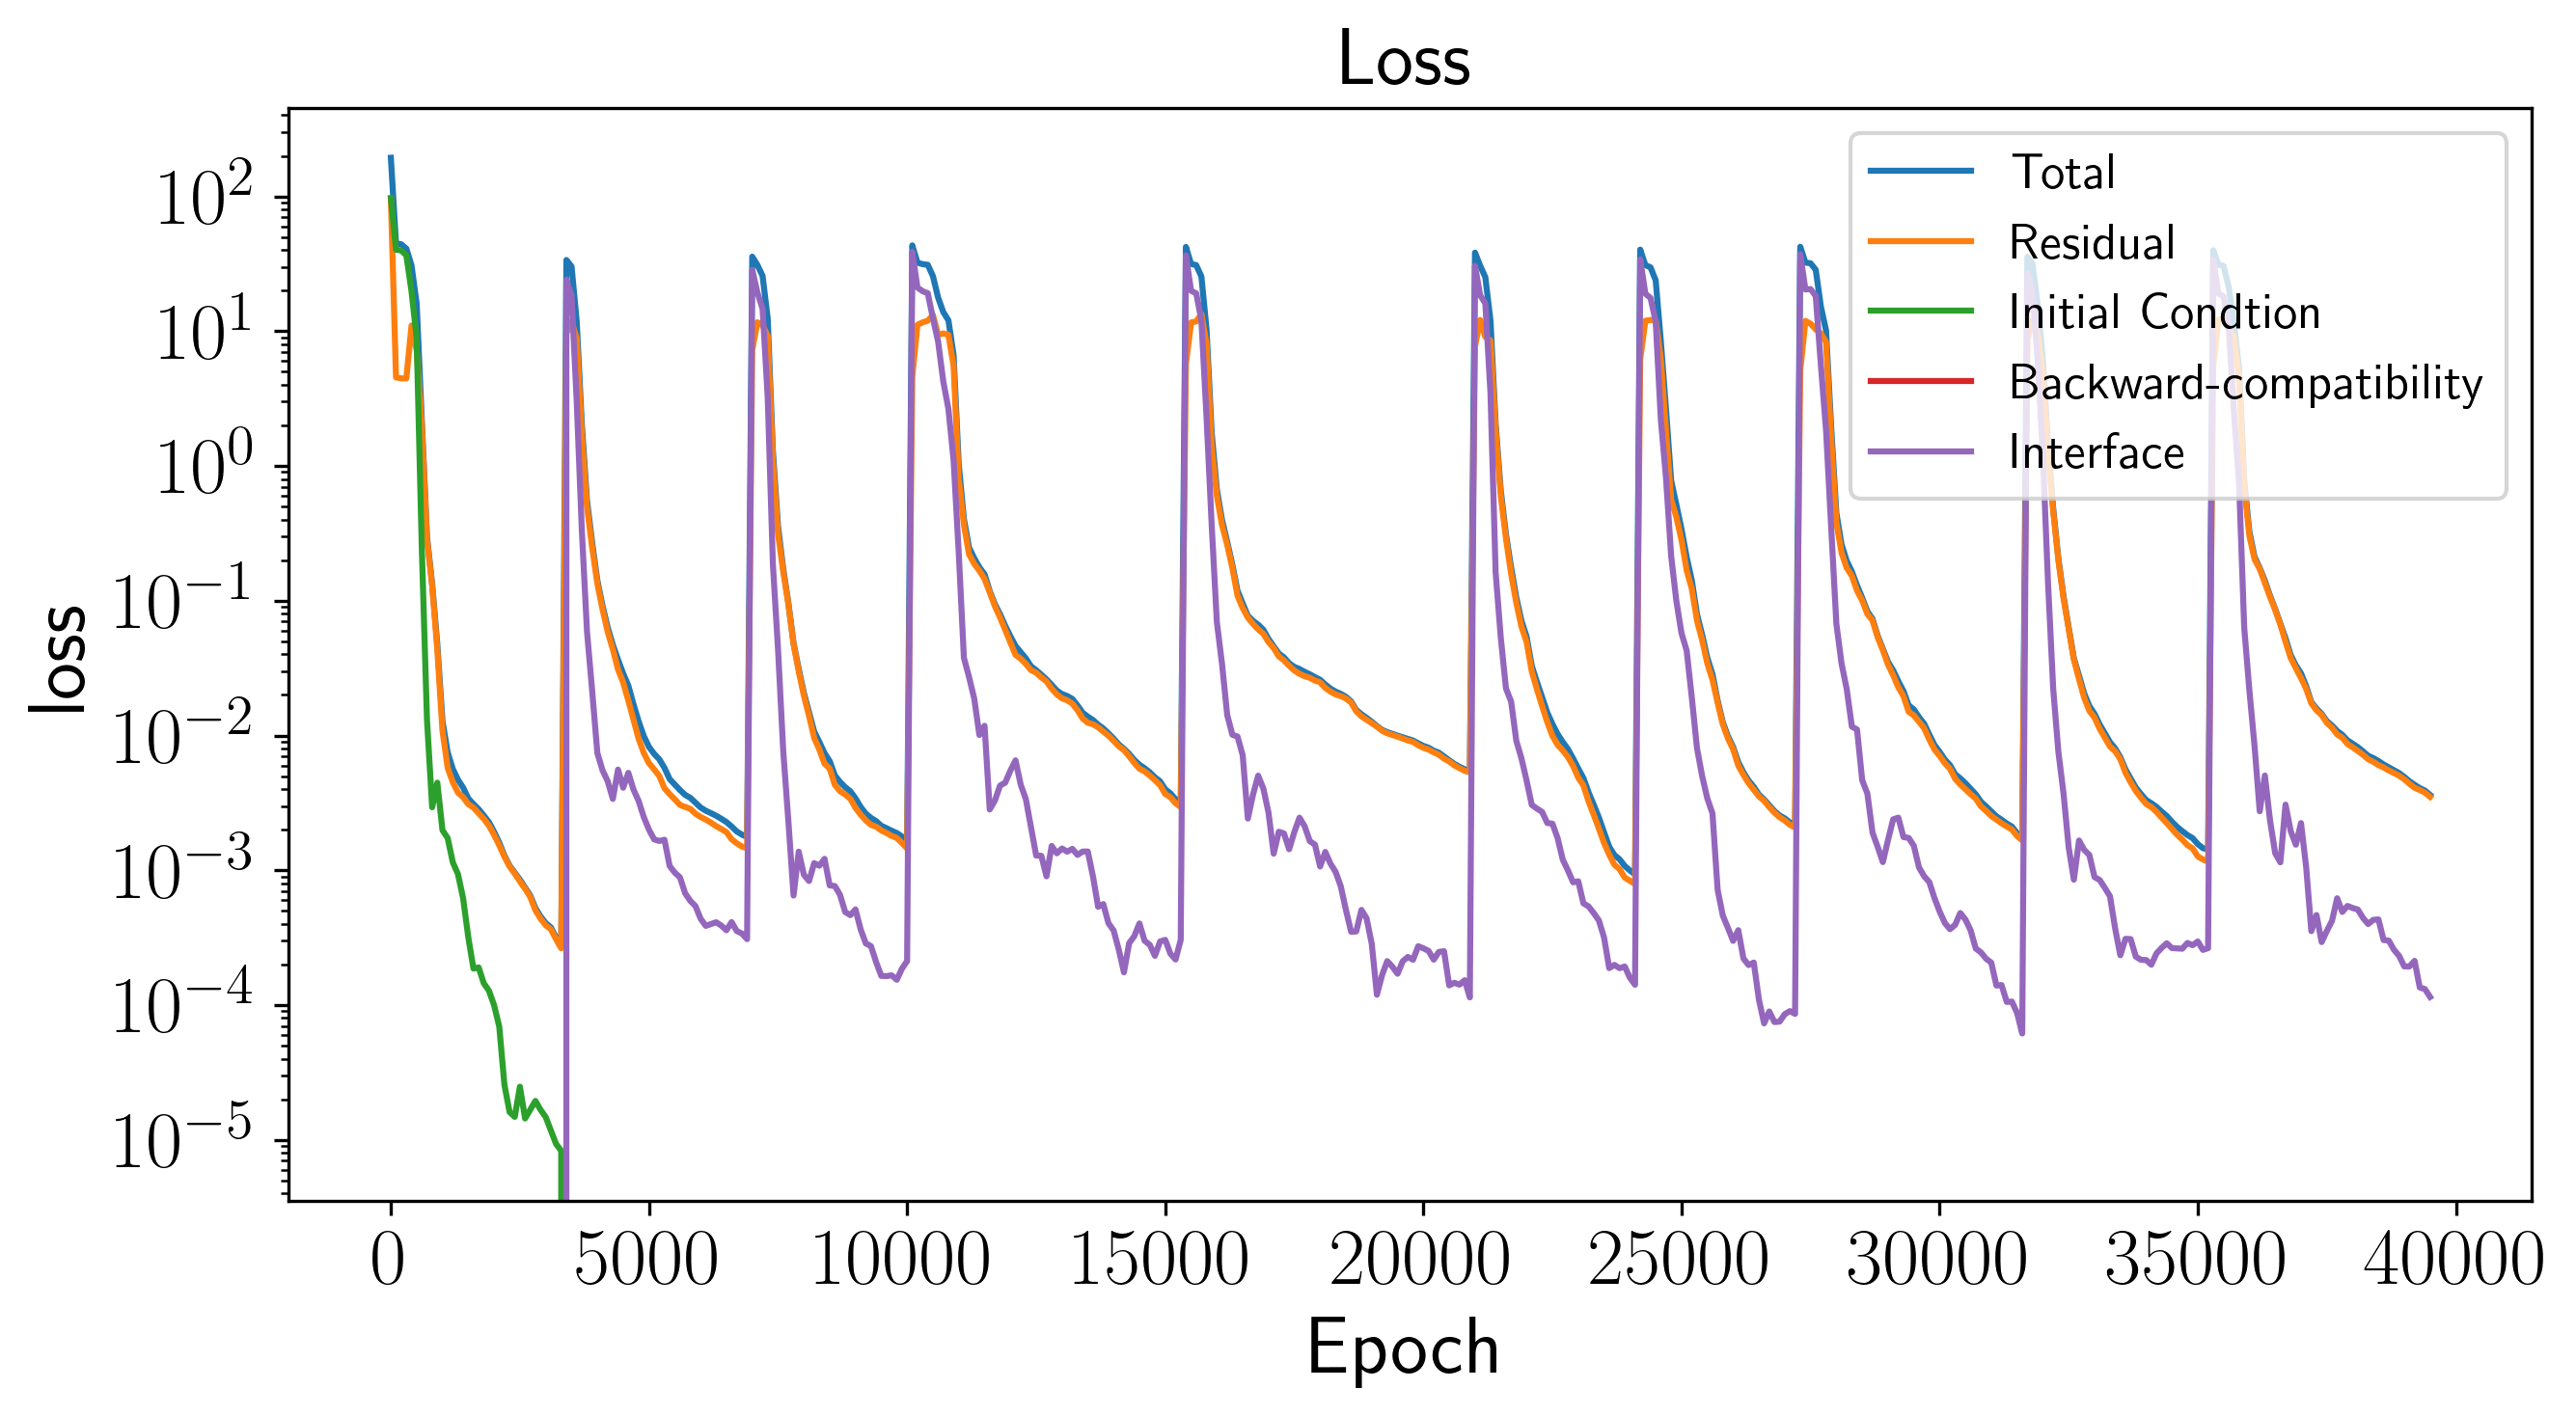 Loss
loss
10^2
10^1
10^0
10^−1
10^−2
10^−3
10^−4
10^−5
Total
Residual
Initial Condtion
Backward-compatibility
Interface
0 5000 10000 15000 20000 25000 30000 35000 40000
Epoch